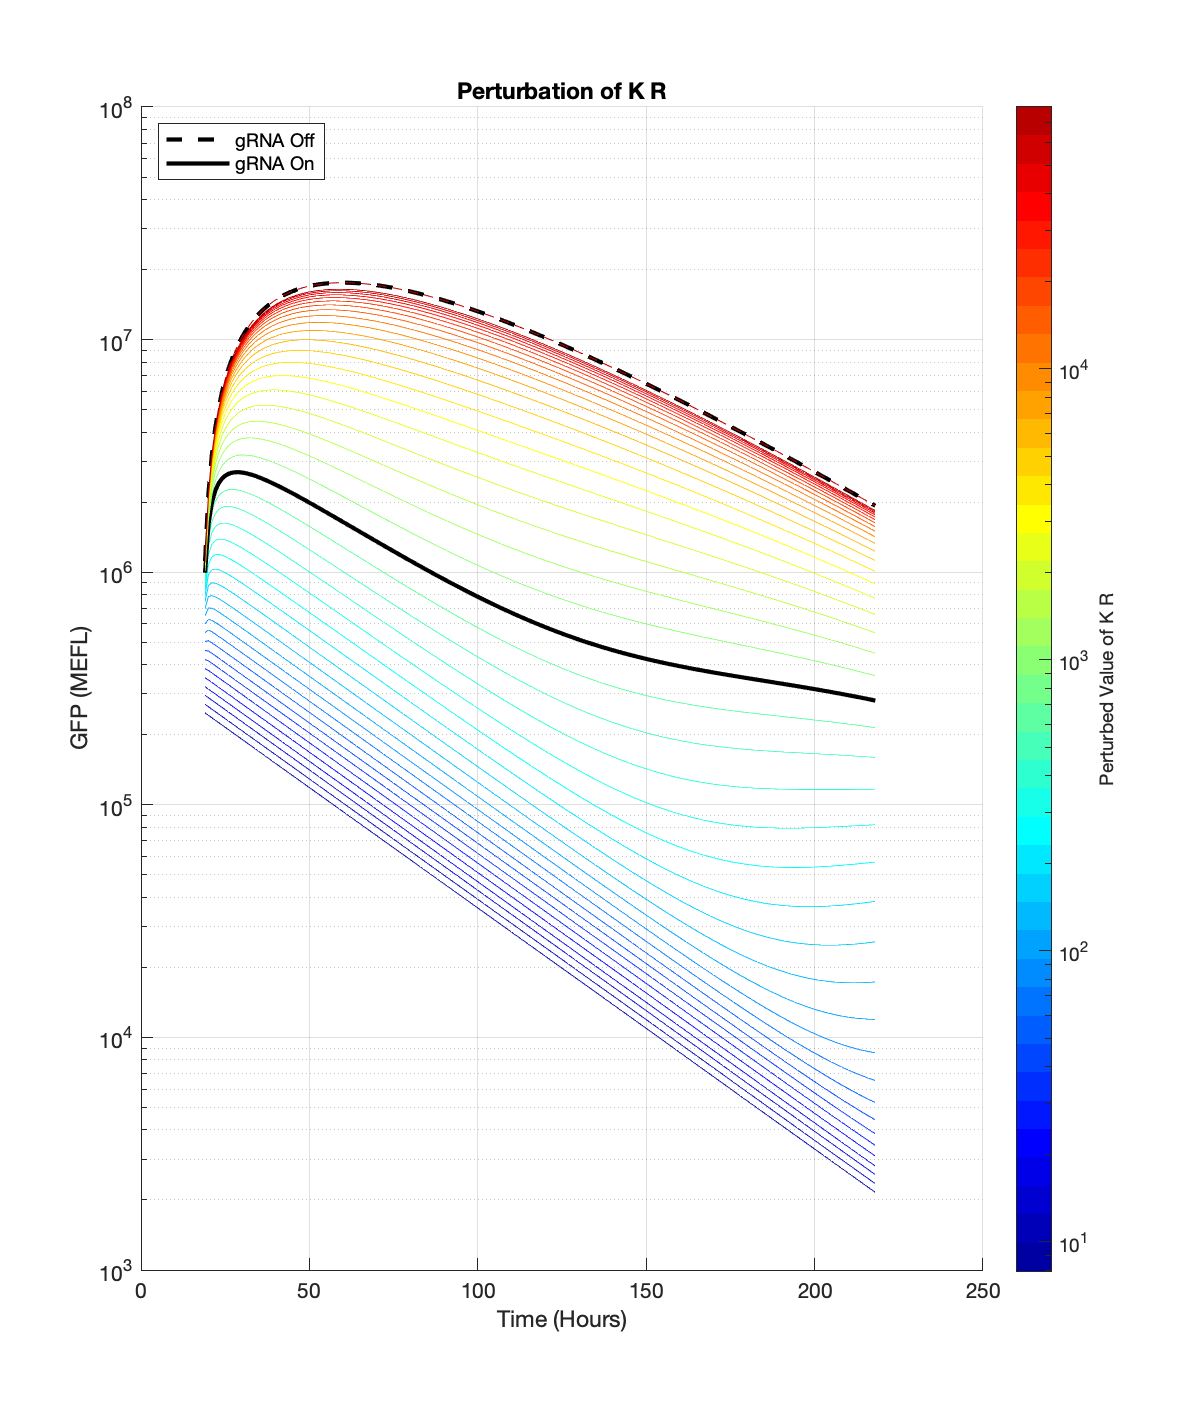 Perturbation of K R
gRNA Off
gRNA On
10^8
10^7
10^6
10^5
10^4
10^3
GFP (MEFL)
0
50
100
150
200
250
Time (Hours)
10^4
10^3
10^2
10^1
Perturbed Value of K R